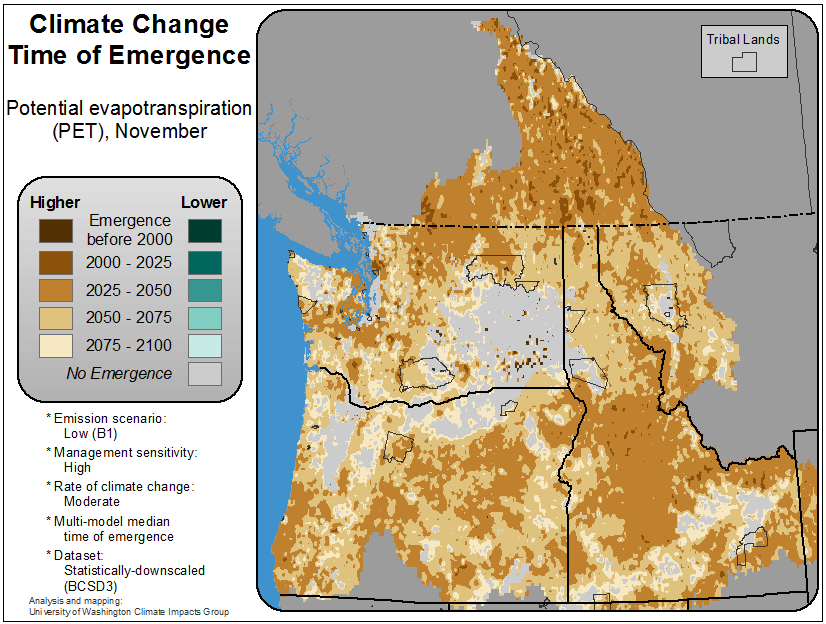 Climate Change
Time of Emergence
Potential evapotranspiration
(PET), November
Tribal Lands
Higher Lower
Emergence
before 2000
2000 - 2025
2025 - 2050
2050 - 2075
2075 - 2100
No Emergence
* Emission scenario:
Low (B1)
* Management sensitivity:
High
* Rate of climate change:
Moderate
* Multi-model median
time of emergence
* Dataset:
Statistically-downscaled
(BCSD3)
Analysis and mapping:
University of Washington Climate Impacts Group